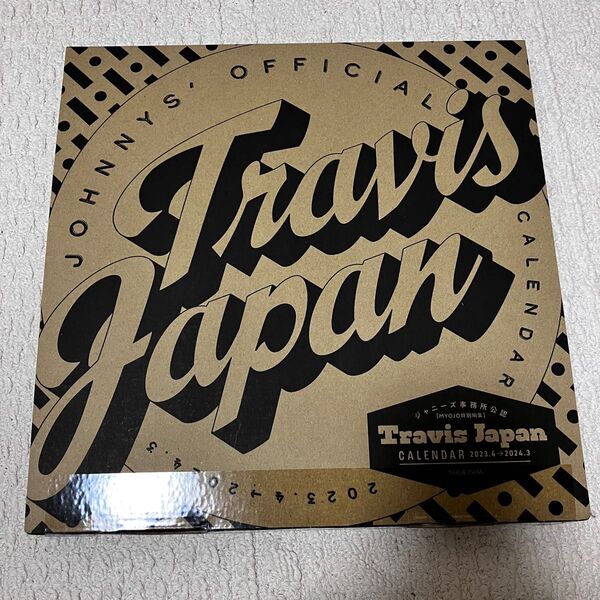 JOHNNYS' OFFICIAL CALENDAR
Travis
Japan
2023.4→2024.3
ジャニーズ事務所公認
[MYOJO特別編集]
Travis Japan
CALENDAR 2023.4→2024.3